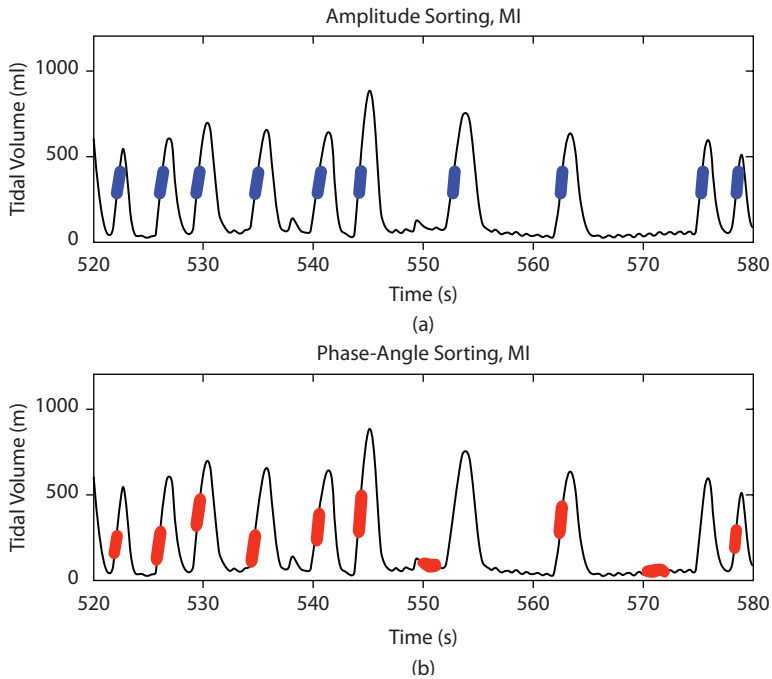 Amplitude Sorting, MI
Tidal Volume (ml)
1000
500
0
520 530 540 550 560 570 580
Time (s)
(a)
Phase-Angle Sorting, MI
Tidal Volume (m)
1000
500
0
520 530 540 550 560 570 580
Time (s)
(b)